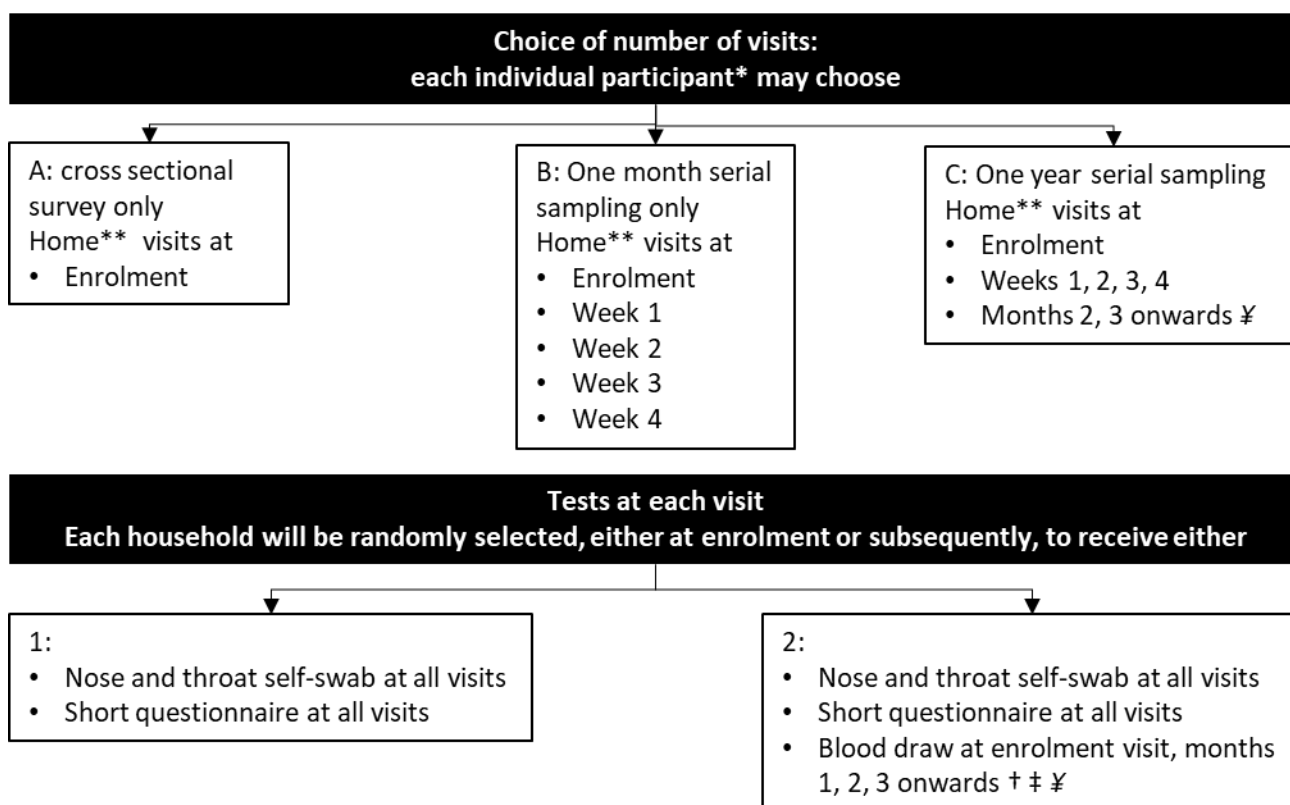 Choice of number of visits:
each individual participant* may choose
A: cross sectional
survey only
Home** visits at
• Enrolment
B: One month serial
sampling only
Home** visits at
• Enrolment
• Week 1
• Week 2
• Week 3
• Week 4
C: One year serial sampling
Home** visits at
• Enrolment
• Weeks 1, 2, 3, 4
• Months 2, 3 onwards ¥
Tests at each visit
Each household will be randomly selected, either at enrolment or subsequently, to receive either
1:
• Nose and throat self-swab at all visits
• Short questionnaire at all visits
2:
• Nose and throat self-swab at all visits
• Short questionnaire at all visits
• Blood draw at enrolment visit, months
1, 2, 3 onwards † ‡ ¥